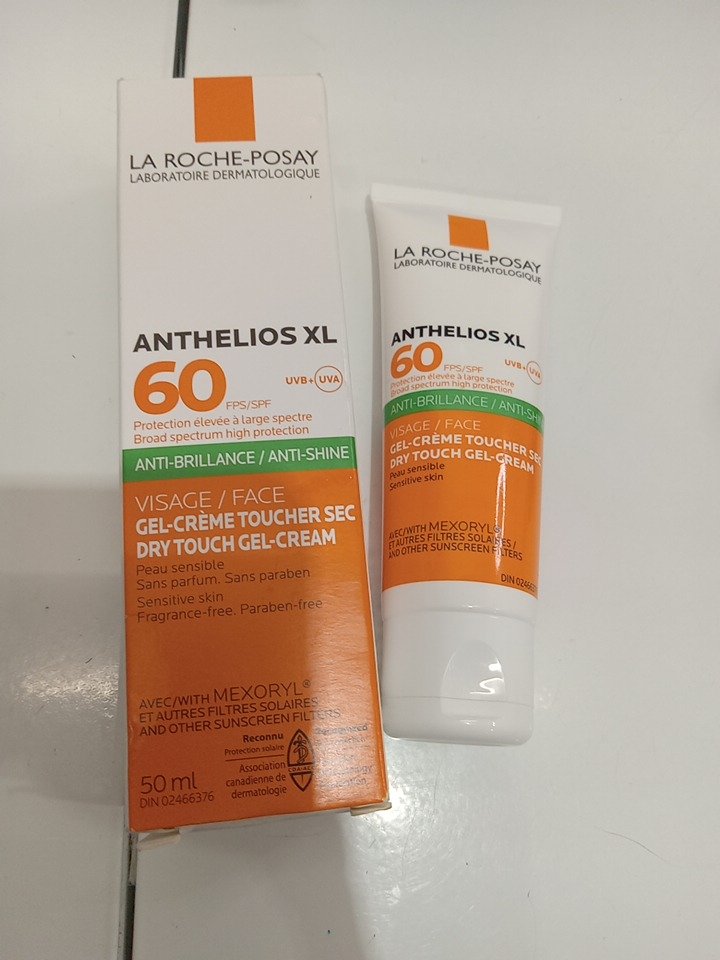 LA ROCHE-POSAY
LABORATOIRE DERMATOLOGIQUE
ANTHELIOS XL
60
FPS/SPF
UVB+ UVA
Protection élevée à large spectre
Broad spectrum high protection
ANTI-BRILLANCE / ANTI-SHINE
VISAGE / FACE
GEL-CRÈME TOUCHER SEC
DRY TOUCH GEL-CREAM
Peau sensible
Sans parfum. Sans paraben
Sensitive skin
Fragrance-free. Paraben-free
AVEC/WITH MEXORYL®
ET AUTRES FILTRES SOLAIRES
AND OTHER SUNSCREEN FILTERS
Reconnu
Protection solaire
Association
canadienne de
dermatologie
50 ml
DIN 02466376
LA ROCHE-POSAY
LABORATOIRE DERMATOLOGIQUE
ANTHELIOS XL
60
FPS/SPF
UVB+ UVA
Protection élevée à large spectre
Broad spectrum high protection
ANTI-BRILLANCE / ANTI-SH
VISAGE / FACE
GEL-CRÈME TOUCHER SEC
DRY TOUCH GEL-CREAM
Peau sensible
Sensitive skin
AVEC/WITH MEXORYL
ET AUTRES FILTRES SOLAIRES /
AND OTHER SUNSCREEN FILTERS
DIN 024663